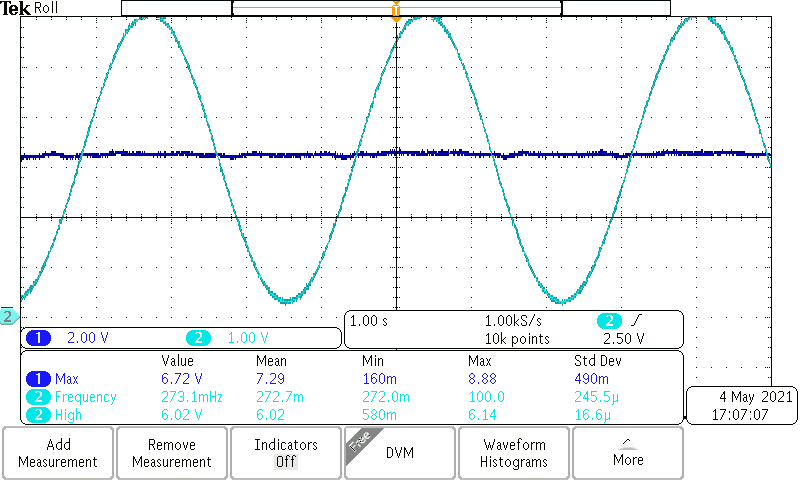 Tek Roll
T
2
1 2.00 V 2 1.00 V
1.00 s 1.00kS/s 2
10k points 2.50 V
Value Mean Min Max Std Dev
1 Max 6.72 V 7.29 160m 8.88 490m
2 Frequency 273.1mHz 272.7m 272.0m 100.0 245.5µ
2 High 6.02 V 6.02 580m 6.14 16.6µ
4 May 2021
17:07:07
Add Measurement
Remove Measurement
Indicators
Off
Free
DVM
Waveform Histograms
More